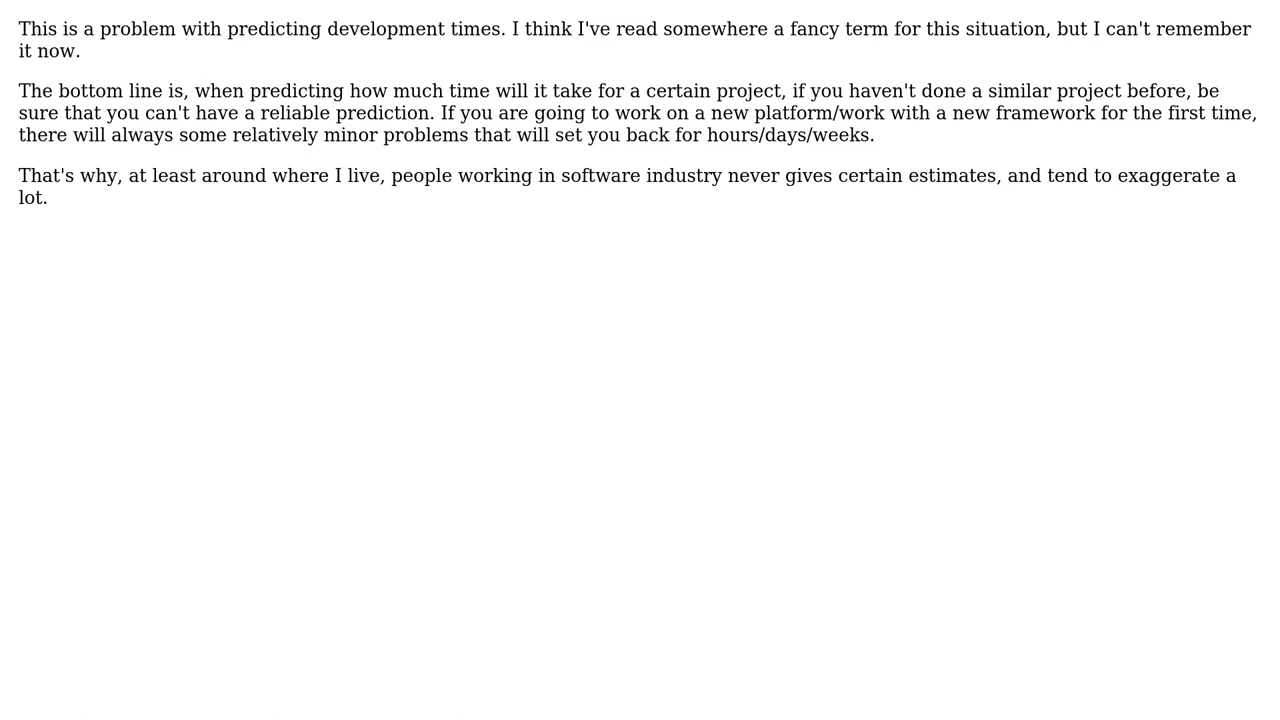 This is a problem with predicting development times. I think I've read somewhere a fancy term for this situation, but I can't remember
it now.
The bottom line is, when predicting how much time will it take for a certain project, if you haven't done a similar project before, be
sure that you can't have a reliable prediction. If you are going to work on a new platform/work with a new framework for the first time,
there will always some relatively minor problems that will set you back for hours/days/weeks.
That's why, at least around where I live, people working in software industry never gives certain estimates, and tend to exaggerate a
lot.